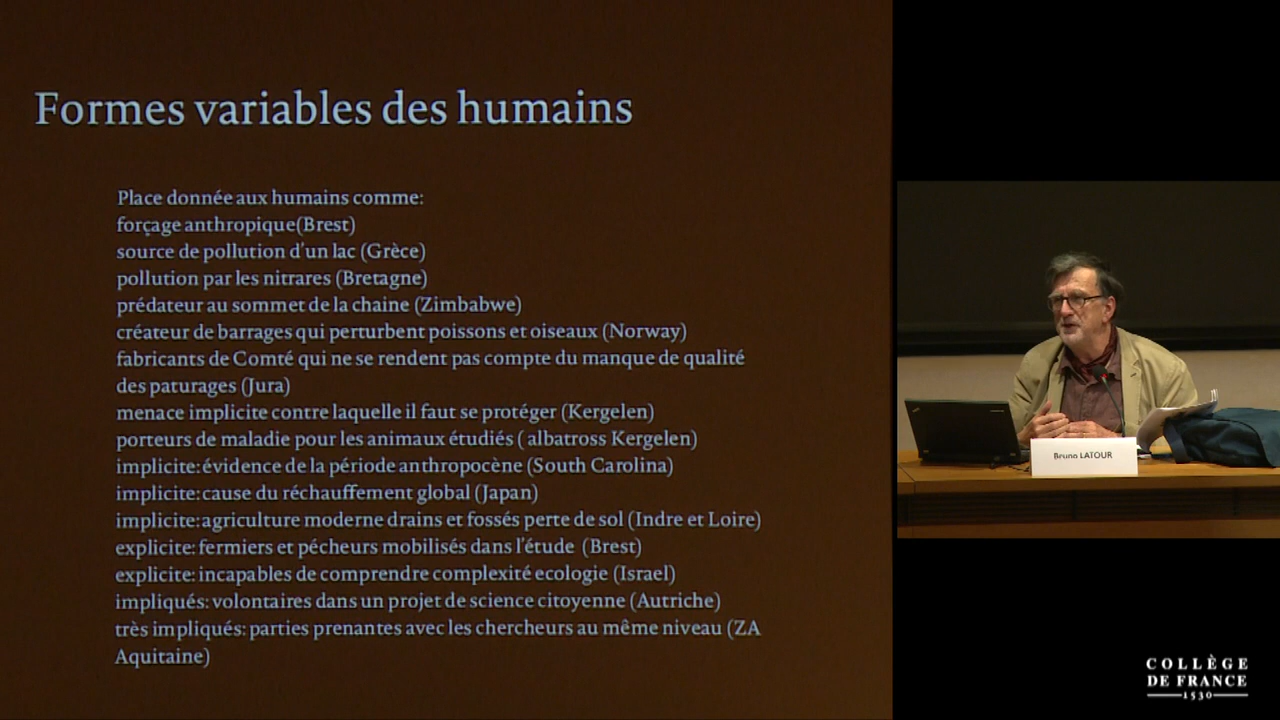 Formes variables des humains
Place donnée aux humains comme:
forçage anthropique(Brest)
source de pollution d'un lac (Grèce)
pollution par les nitrares (Bretagne)
prédateur au sommet de la chaine (Zimbabwe)
créateur de barrages qui perturbent poissons et oiseaux (Norway)
fabricants de Comté qui ne se rendent pas compte du manque de qualité
des paturages (Jura)
menace implicite contre laquelle il faut se protéger (Kergelen)
porteurs de maladie pour les animaux étudiés ( albatross Kergelen)
implicite: évidence de la période anthropocène (South Carolina)
implicite: cause du réchauffement global (Japan)
implicite: agriculture moderne drains et fossés perte de sol (Indre et Loire)
explicite: fermiers et pécheurs mobilisés dans l'étude (Brest)
explicite: incapables de comprendre complexité ecologie (Israel)
impliqués: volontaires dans un projet de science citoyenne (Autriche)
très impliqués: parties prenantes avec les chercheurs au même niveau (ZA
Aquitaine)
Bruno LATOUR
COLLÈGE
DE FRANCE
1530